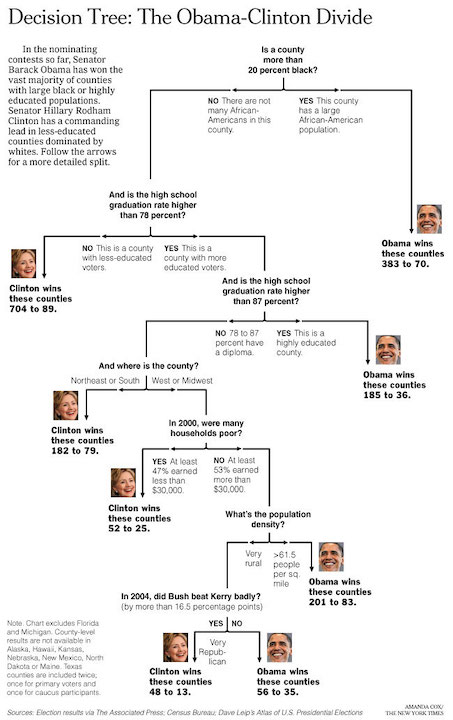 Decision Tree: The Obama-Clinton Divide
In the nominating
contests so far, Senator
Barack Obama has won the
vast majority of counties
with large black or highly
educated populations.
Senator Hillary Rodham
Clinton has a commanding
lead in less-educated
counties dominated by
whites. Follow the arrows
for a more detailed split.
Is a county
more than
20 percent black?
NO There are not
many African-
Americans in this
county.
YES This county
has a large
African-American
population.
Obama wins
these counties
383 to 70.
And is the high school
graduation rate higher
than 78 percent?
NO This is a county
with less-educated
voters.
YES This is a
county with more
educated voters.
Clinton wins
these counties
704 to 89.
And is the high school
graduation rate higher
than 87 percent?
NO 78 to 87
percent have
a diploma.
YES This is a
highly educated
county.
Obama wins
these counties
185 to 36.
And where is the county?
Northeast or South
West or Midwest
Clinton wins
these counties
182 to 79.
In 2000, were many
households poor?
YES At least
47% earned
less than
$30,000.
NO At least
53% earned
more than
$30,000.
Clinton wins
these counties
52 to 25.
What's the population
density?
Very
rural
>61.5
people
per sq.
mile
Obama wins
these counties
201 to 83.
In 2004, did Bush beat Kerry badly?
(by more than 16.5 percentage points)
YES
NO
Very
Repub-
lican
Clinton wins
these counties
48 to 13.
Obama wins
these counties
56 to 35.
Note: Chart excludes Florida
and Michigan. County-level
results are not available in
Alaska, Hawaii, Kansas,
Nebraska, New Mexico, North
Dakota or Maine. Texas
counties are included twice;
once for primary voters and
once for caucus participants.
Sources: Election results via The Associated Press; Census Bureau; Dave Leip's Atlas of U.S. Presidential Elections
AMANDA COX/
THE NEW YORK TIMES